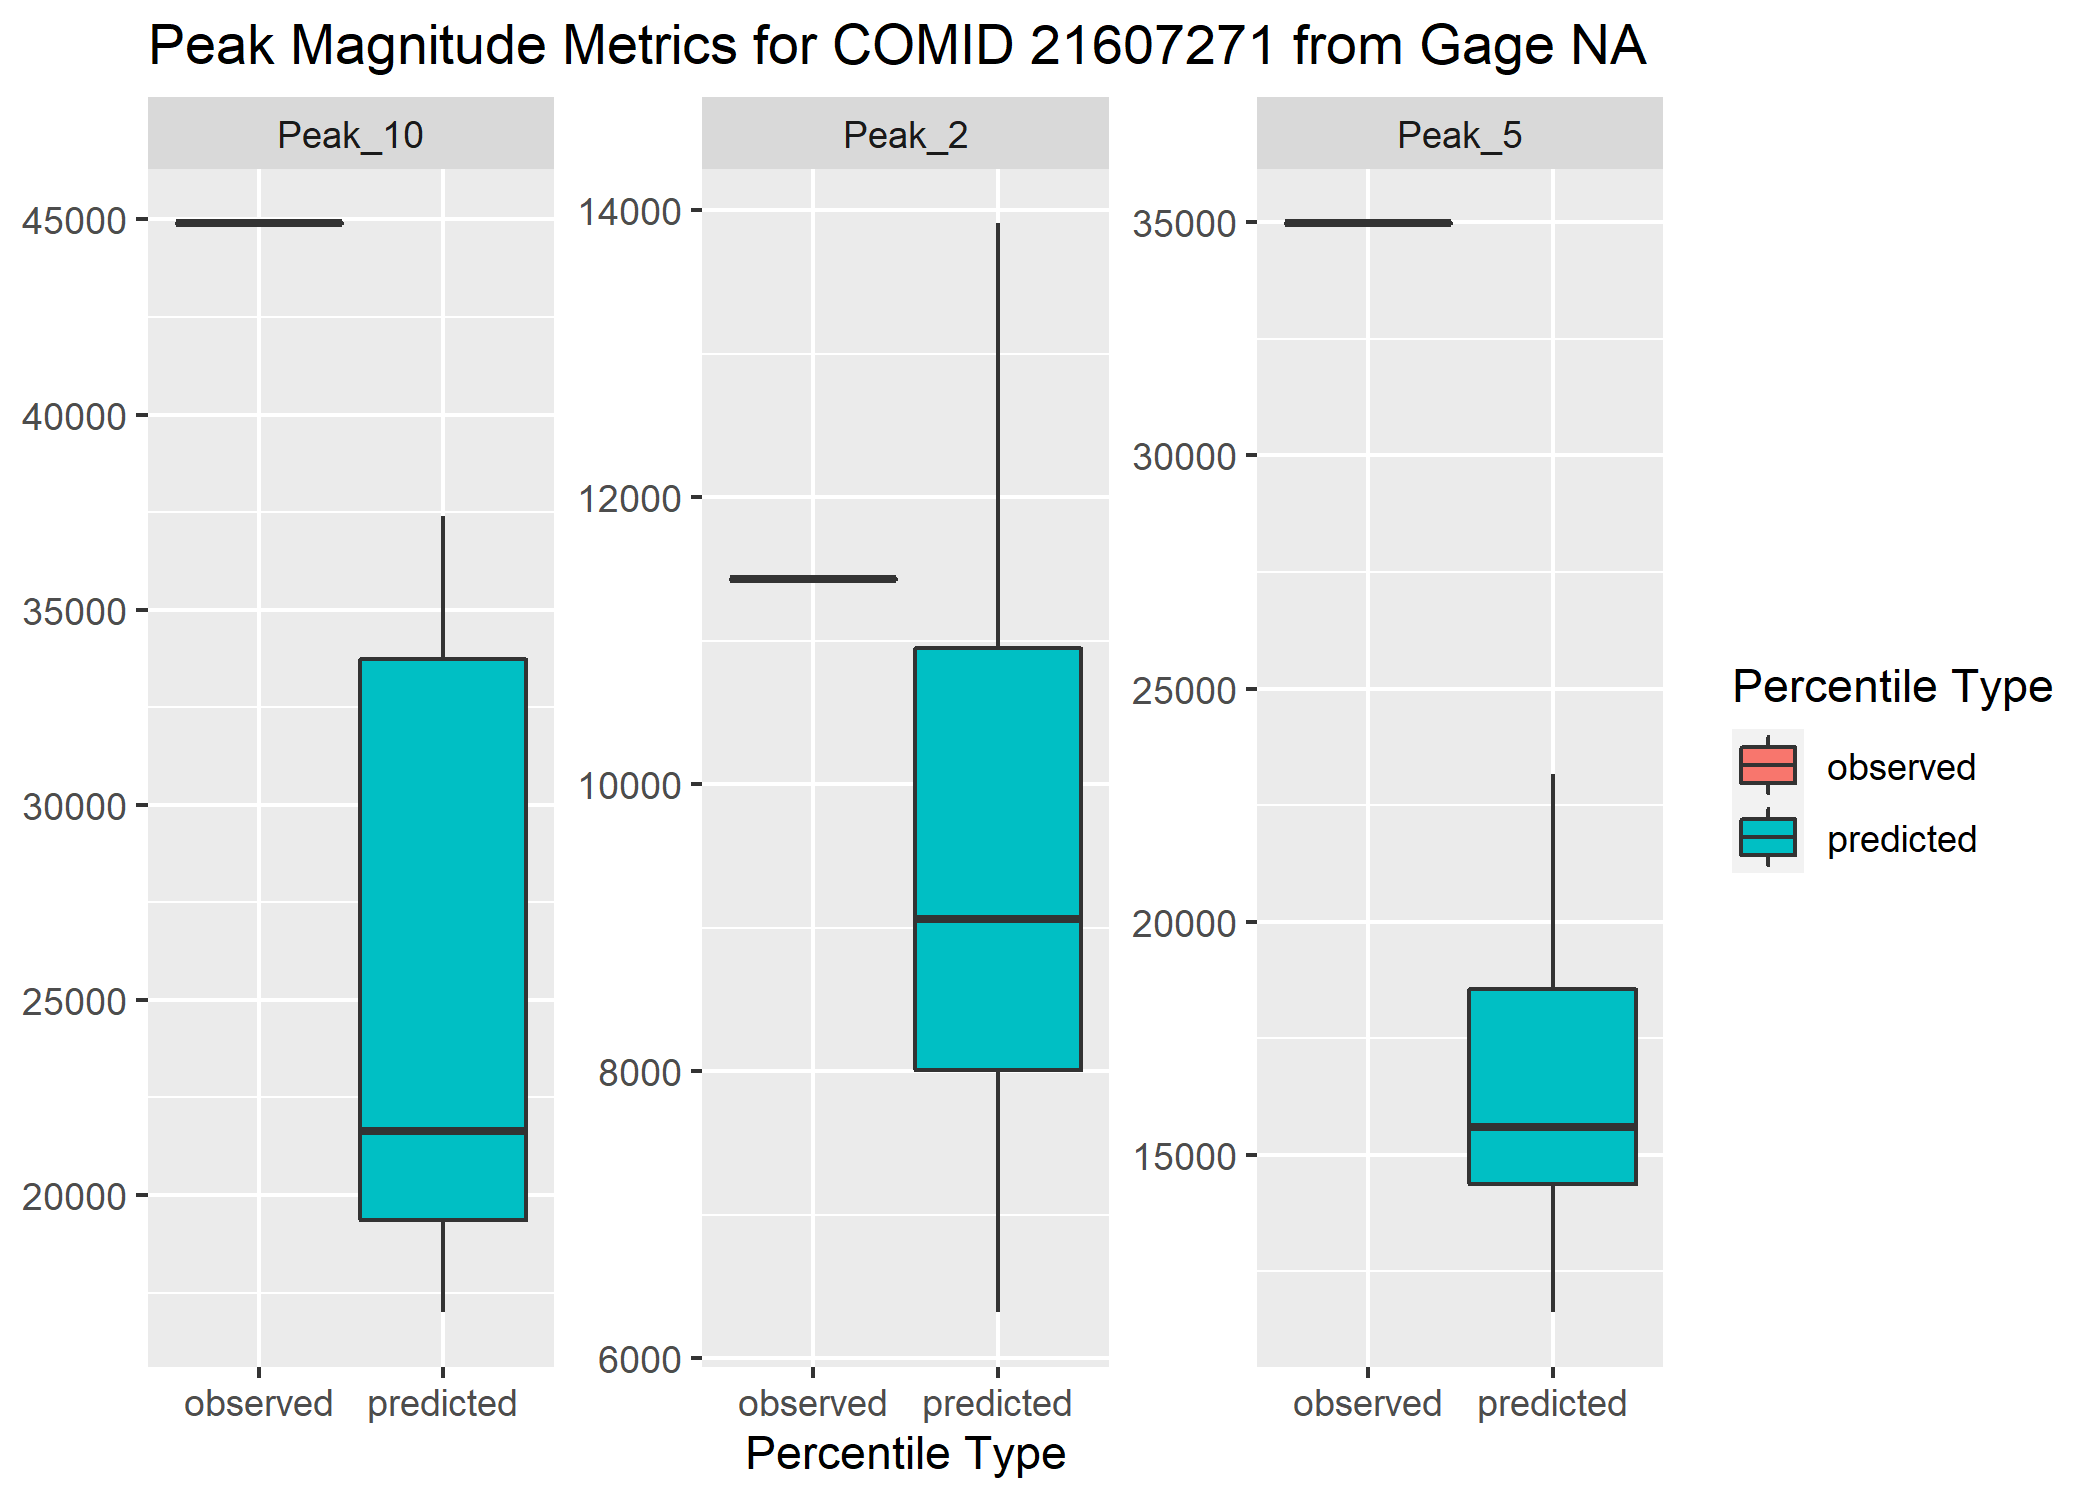 Peak Magnitude Metrics for COMID 21607271 from Gage NA
Peak_10
Peak_2
Peak_5
45000
40000
35000
30000
25000
20000
14000
12000
10000
8000
6000
35000
30000
25000
20000
15000
observed predicted
observed predicted
observed predicted
Percentile Type
Percentile Type
observed
predicted